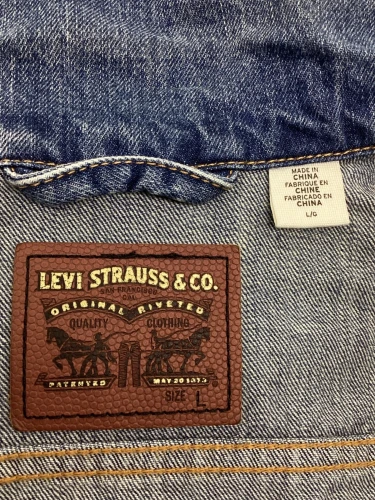 MADE IN
CHINA
FABRIQUÉ EN
CHINE
FABRICADO EN
CHINA
L/G
LEVI STRAUSS & CO.
SAN FRANCISCO
CAL.
ORIGINAL RIVETED
QUALITY CLOTHING
PATENTED MAY 20 1873
SIZE L